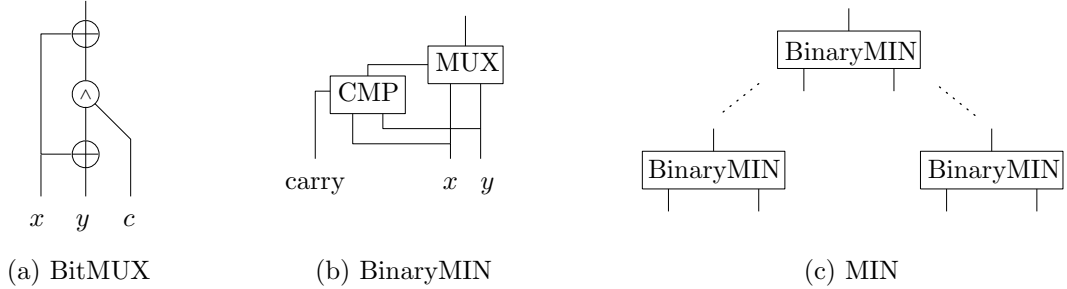 ∧
x y c
(a) BitMUX
MUX
CMP
carry x y
(b) BinaryMIN
BinaryMIN
BinaryMIN BinaryMIN
(c) MIN